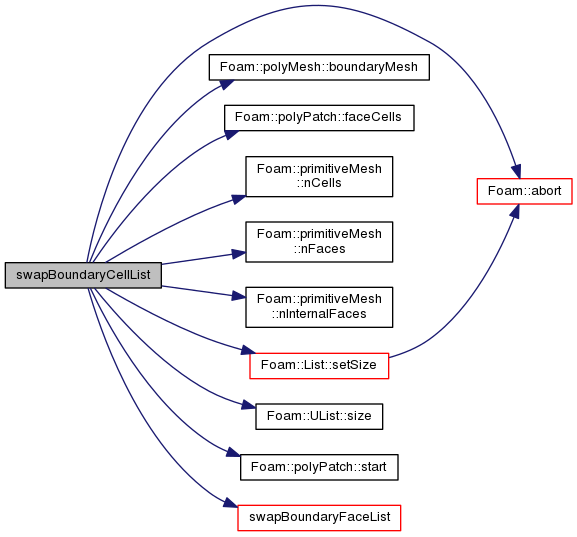 Foam::polyMesh::boundaryMesh
Foam::polyPatch::faceCells
Foam::primitiveMesh
::nCells
Foam::abort
Foam::primitiveMesh
::nFaces
swapBoundaryCellList
Foam::primitiveMesh
::nInternalFaces
Foam::List::setSize
Foam::UList::size
Foam::polyPatch::start
swapBoundaryFaceList